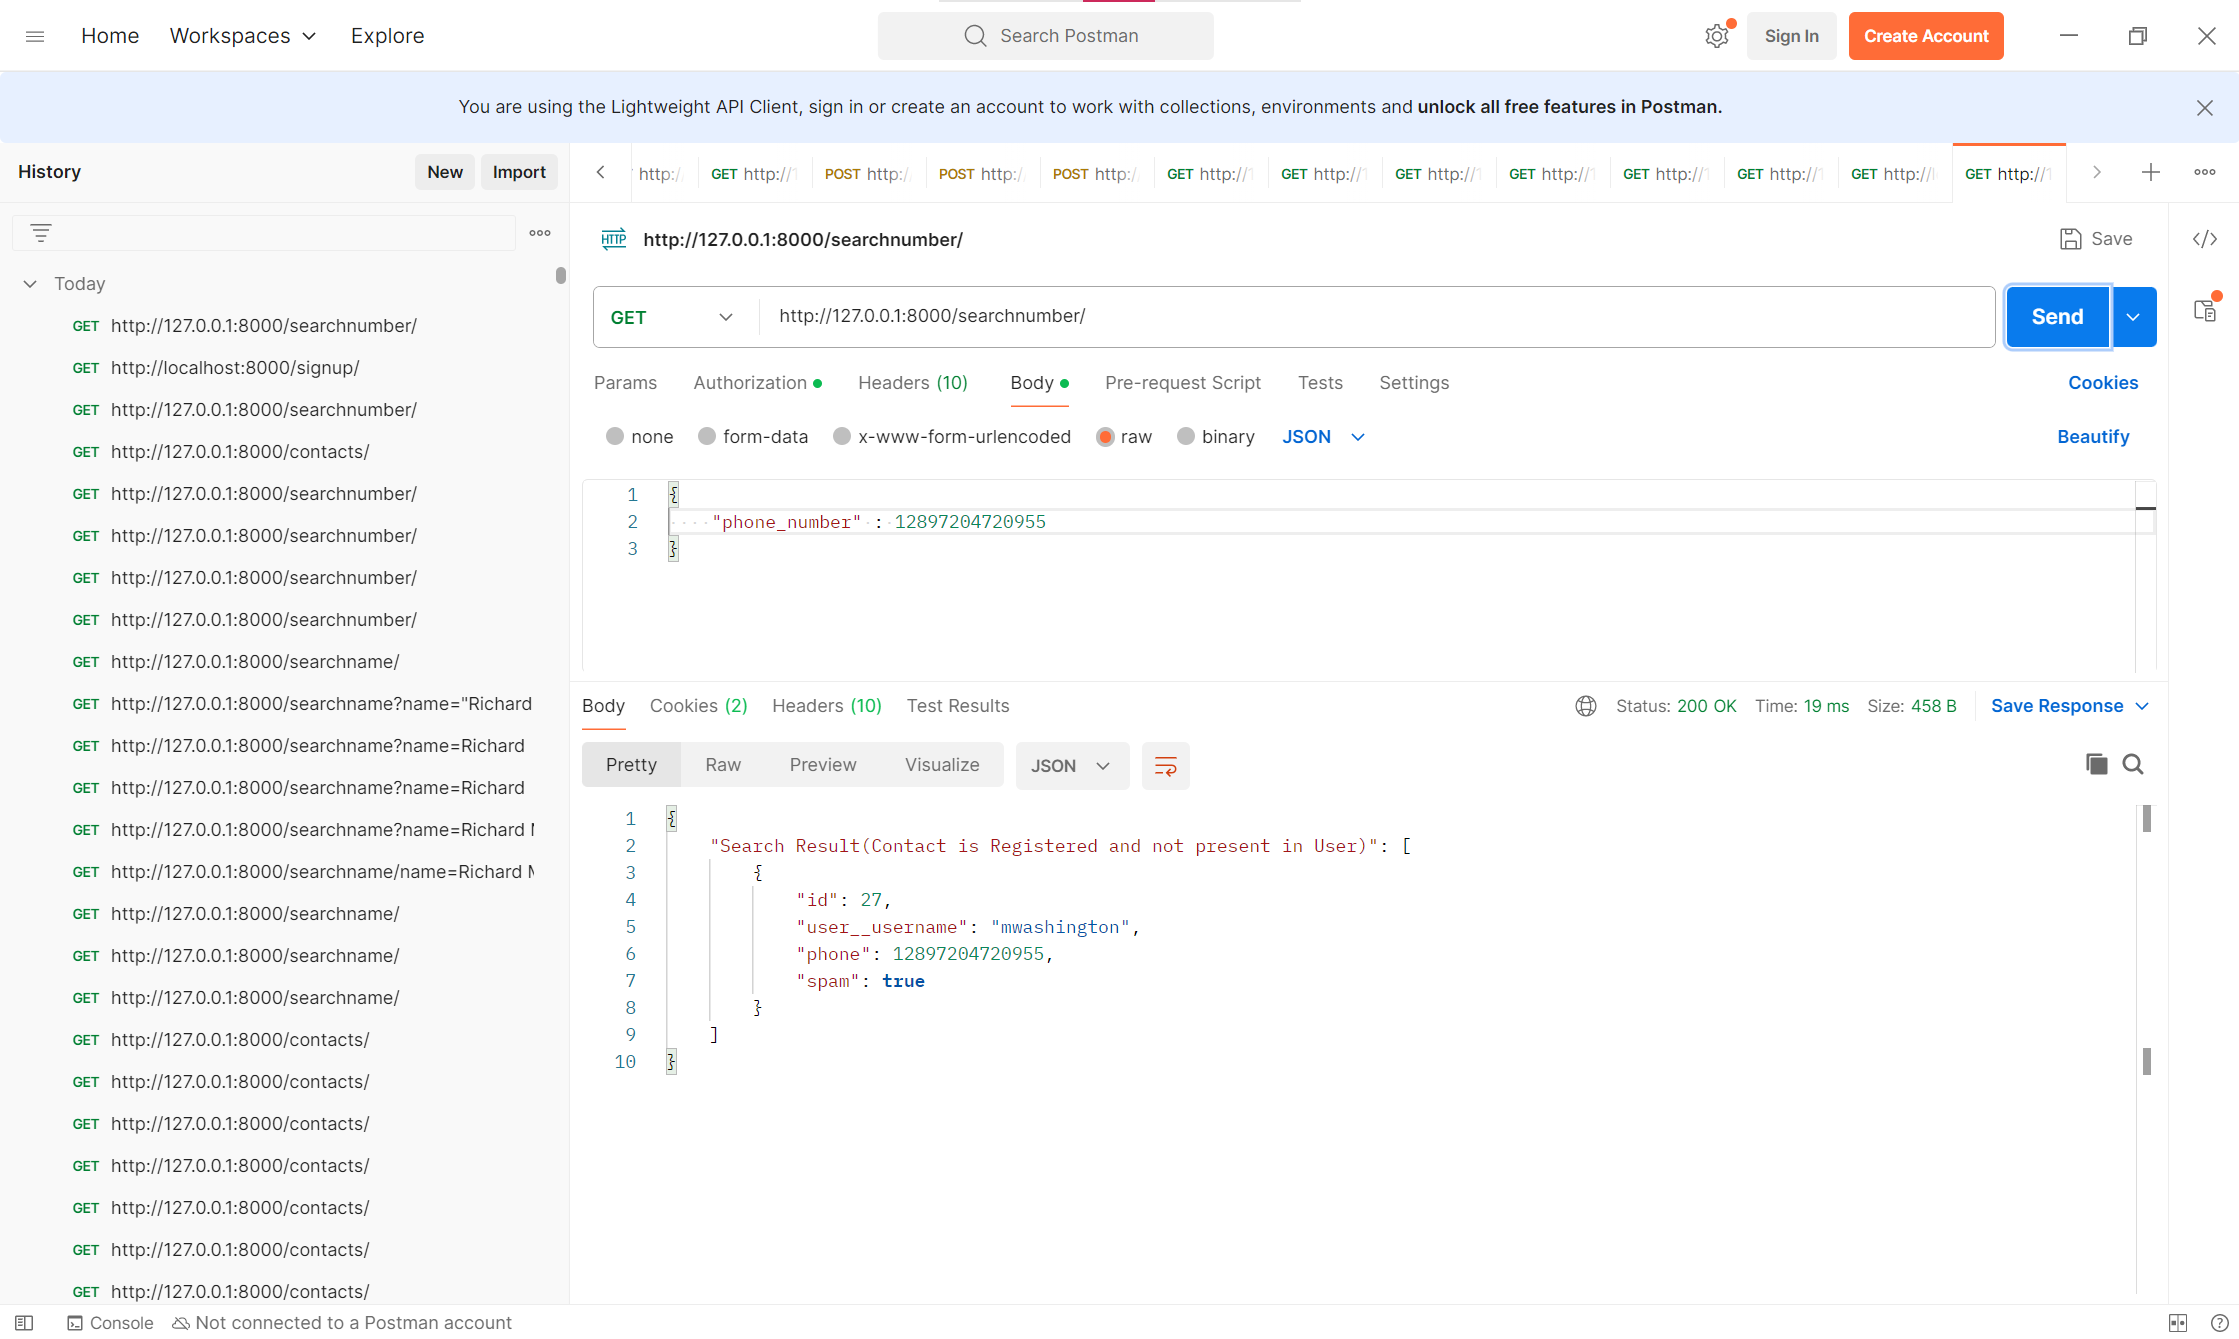 Home Workspaces Explore Search Postman Sign In Create Account
You are using the Lightweight API Client, sign in or create an account to work with collections, environments and unlock all free features in Postman.
History New Import
http:/ GET http://1 POST http:/ POST http:/ POST http:/ GET http://1 GET http://1 GET http://1 GET http://1 GET http://1 GET http://1 GET http://l GET http://1
HTTP http://127.0.0.1:8000/searchnumber/ Save
GET http://127.0.0.1:8000/searchnumber/ Send
Params Authorization Headers (10) Body Pre-request Script Tests Settings Cookies
none form-data x-www-form-urlencoded raw binary JSON Beautify
1 {
2 "phone_number" : 12897204720955
3 }
Today
GET http://127.0.0.1:8000/searchnumber/
GET http://localhost:8000/signup/
GET http://127.0.0.1:8000/searchnumber/
GET http://127.0.0.1:8000/contacts/
GET http://127.0.0.1:8000/searchnumber/
GET http://127.0.0.1:8000/searchnumber/
GET http://127.0.0.1:8000/searchnumber/
GET http://127.0.0.1:8000/searchnumber/
GET http://127.0.0.1:8000/searchname/
GET http://127.0.0.1:8000/searchname?name="Richard
GET http://127.0.0.1:8000/searchname?name=Richard
GET http://127.0.0.1:8000/searchname?name=Richard
GET http://127.0.0.1:8000/searchname?name=Richard
GET http://127.0.0.1:8000/searchname/name=Richard
GET http://127.0.0.1:8000/searchname/
GET http://127.0.0.1:8000/searchname/
GET http://127.0.0.1:8000/searchname/
GET http://127.0.0.1:8000/contacts/
GET http://127.0.0.1:8000/contacts/
GET http://127.0.0.1:8000/contacts/
GET http://127.0.0.1:8000/contacts/
GET http://127.0.0.1:8000/contacts/
GET http://127.0.0.1:8000/contacts/
GET http://127.0.0.1:8000/contacts/
Body Cookies (2) Headers (10) Test Results Status: 200 OK Time: 19 ms Size: 458 B Save Response
Pretty Raw Preview Visualize JSON
1 {
2 "Search Result(Contact is Registered and not present in User)": [
3 {
4 "id": 27,
5 "user__username": "mwashington",
6 "phone": 12897204720955,
7 "spam": true
8 }
9 ]
10 }
Console Not connected to a Postman account